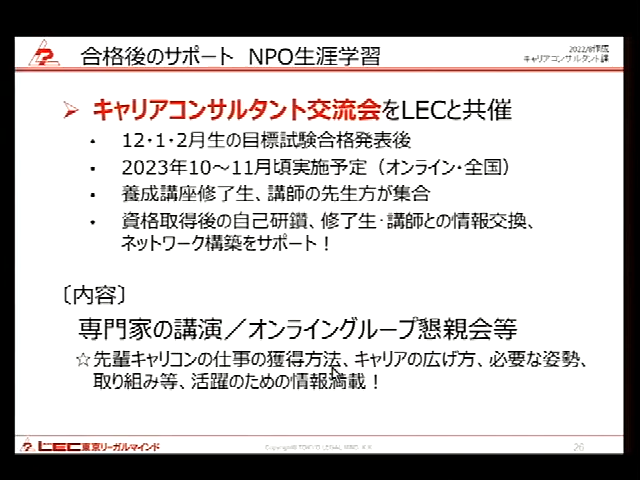 合格後のサポート NPO生涯学習
2022/8作成
キャリアコンサルタント課
➢ キャリアコンサルタント交流会をLECと共催
・ 12・1・2月生の目標試験合格発表後
・ 2023年10～11月頃実施予定（オンライン・全国）
・ 養成講座修了生、講師の先生方が集合
・ 資格取得後の自己研鑽、修了生・講師との情報交換、
ネットワーク構築をサポート！
〔内容〕
専門家の講演／オンライングループ懇親会等
☆先輩キャリコンの仕事の獲得方法、キャリアの広げ方、必要な姿勢、
取り組み等、活躍のための情報満載！
LEC東京リーガルマインド
26